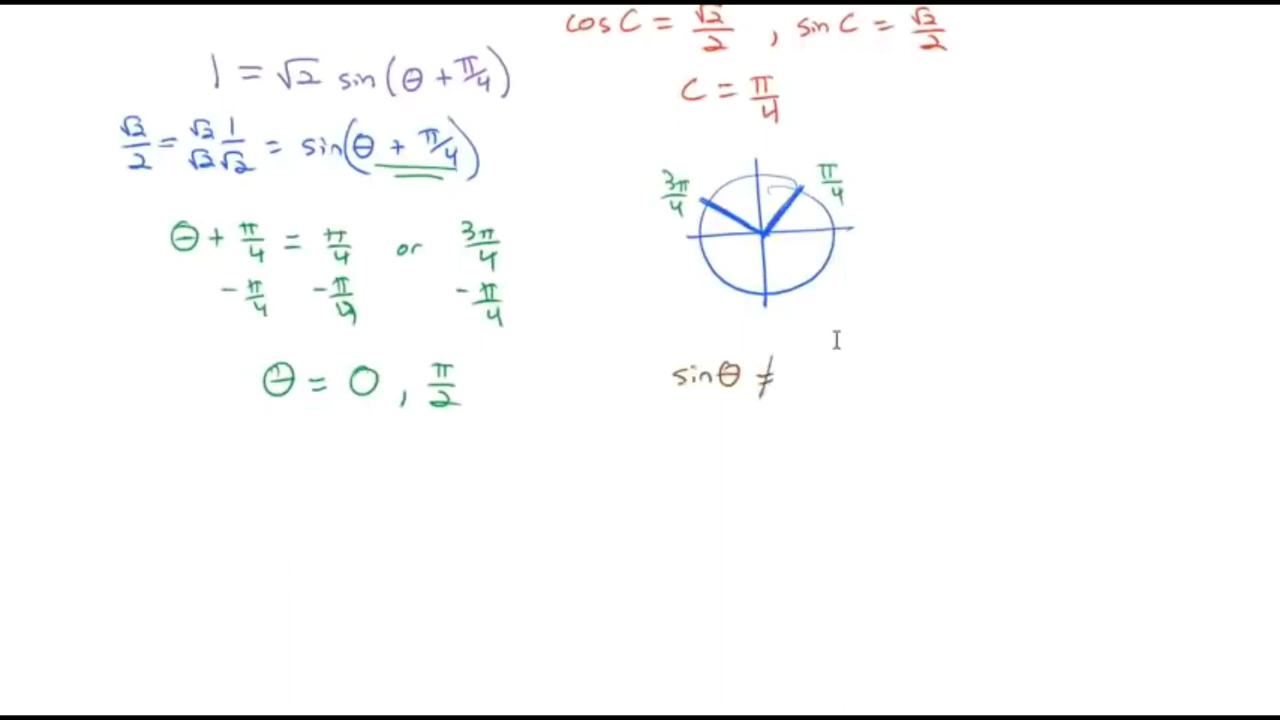 cos C = √2/2 , sin C = √2/2
1 = √2 sin(θ + π/4)
C = π/4
√2/2 = √2/√2 1/√2 = sin(θ + π/4)
3π/4
π/4
θ + π/4 = π/4 or 3π/4
-π/4 -π/4 -π/4
θ = 0 , π/2
sinθ ≠